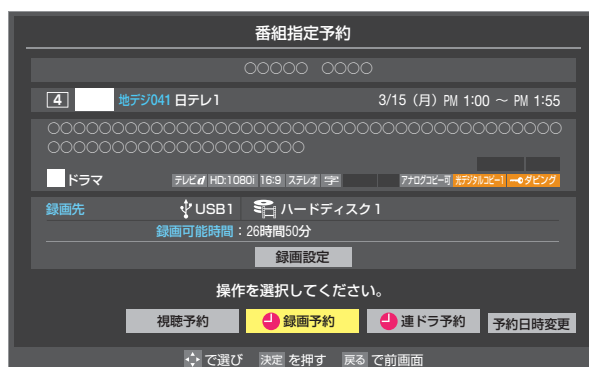 番組指定予約
○○○○○ ○○○○
4 地デジ041 日テレ1 3/15（月）PM 1:00 ～ PM 1:55
○○○○○○○○○○○○○○○○○○○○○○○○○○○○○○○○○○○○○○○○
○○○○○○○○○○○○○○○○○○○○
ドラマ テレビd HD:1080i 16:9 ステレオ 字 アナログコピー可 光デジタルコピー1 ダビング
録画先 USB1 ハードディスク1
録画可能時間：26時間50分
録画設定
操作を選択してください。
視聴予約 録画予約 連ドラ予約 予約日時変更
で選び 決定 を押す 戻る で前画面